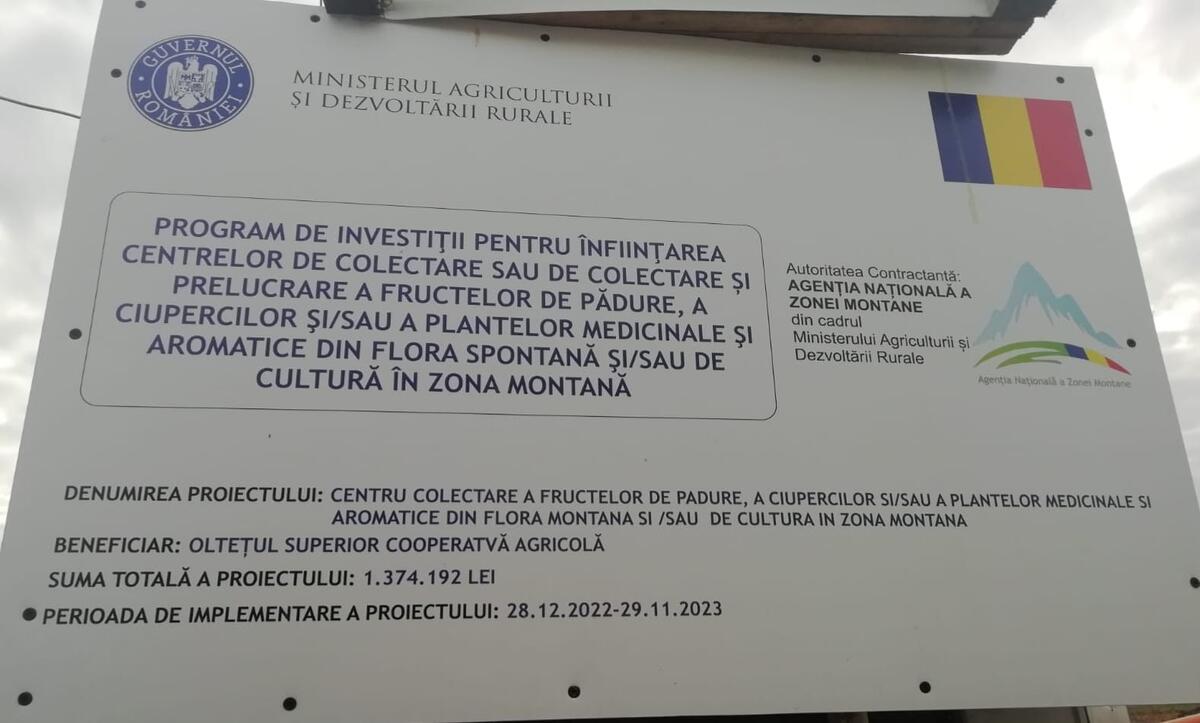 GUVERNUL ROMÂNIEI
MINISTERUL AGRICULTURII
ȘI DEZVOLTĂRII RURALE
PROGRAM DE INVESTIŢII PENTRU ÎNFIINŢAREA
CENTRELOR DE COLECTARE SAU DE COLECTARE ȘI
PRELUCRARE A FRUCTELOR DE PĂDURE, A
CIUPERCILOR ŞI/SAU A PLANTELOR MEDICINALE ŞI
AROMATICE DIN FLORA SPONTANĂ ŞI/SAU DE
CULTURĂ ÎN ZONA MONTANĂ
Autoritatea Contractantă:
AGENȚIA NAȚIONALĂ A
ZONEI MONTANE
din cadrul
Ministerului Agriculturii și
Dezvoltării Rurale
Agenția Națională a Zonei Montane
DENUMIREA PROIECTULUI: CENTRU COLECTARE A FRUCTELOR DE PADURE, A CIUPERCILOR SI/SAU A PLANTELOR MEDICINALE SI
AROMATICE DIN FLORA MONTANA SI /SAU DE CULTURA IN ZONA MONTANA
BENEFICIAR: OLTEȚUL SUPERIOR COOPERATVĂ AGRICOLĂ
SUMA TOTALĂ A PROIECTULUI: 1.374.192 LEI
PERIOADA DE IMPLEMENTARE A PROIECTULUI: 28.12.2022-29.11.2023